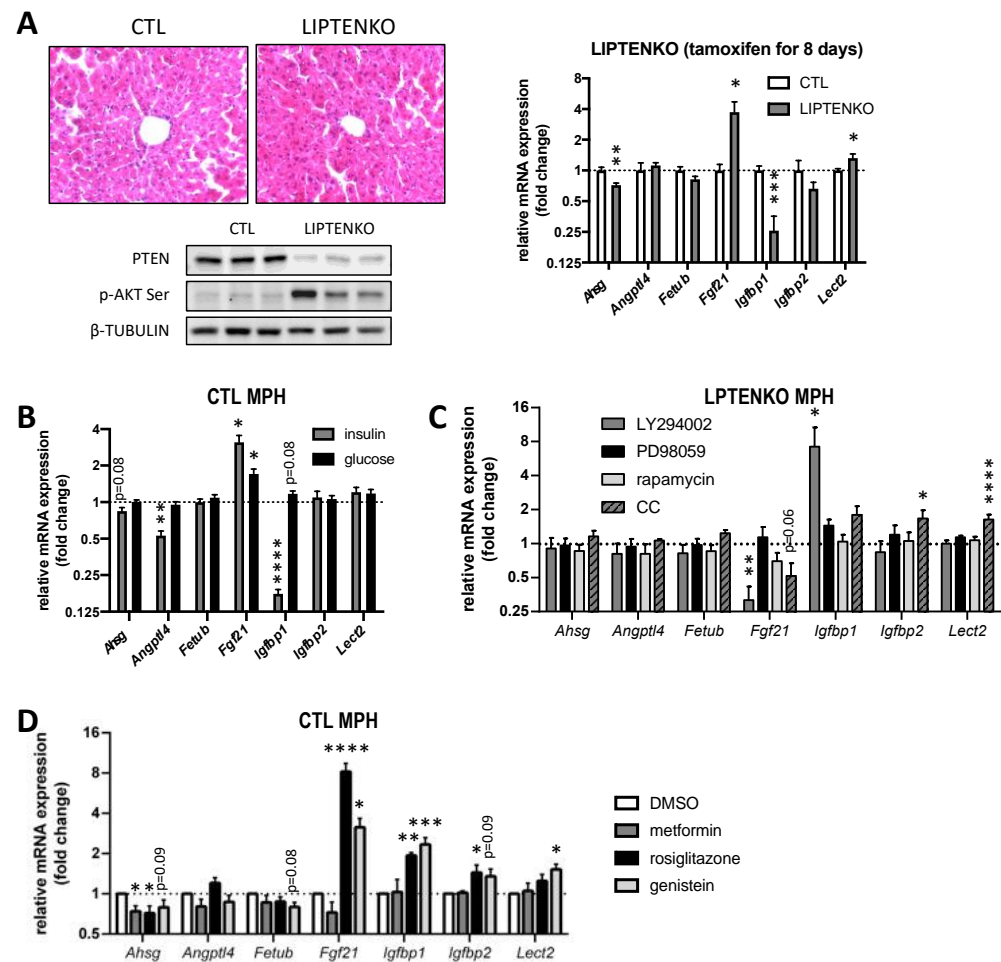 A
CTL
LIPTENKO
CTL
LIPTENKO
PTEN
p-AKT Ser
β-TUBULIN
LIPTENKO (tamoxifen for 8 days)
relative mRNA expression
(fold change)
8
4
2
1
0.5
0.25
0.125
CTL
LIPTENKO
**
*
***
*
Ahsg
Angptl4
Fetub
Fgf21
Igfbp1
Igfbp2
Lect2
B
CTL MPH
relative mRNA expression
(fold change)
4
2
1
0.5
0.25
0.125
insulin
glucose
p=0.08
**
*
*
****
p=0.08
Ahsg
Angptl4
Fetub
Fgf21
Igfbp1
Igfbp2
Lect2
C
LPTENKO MPH
relative mRNA expression
(fold change)
16
8
4
2
1
0.5
0.25
LY294002
PD98059
rapamycin
CC
**
p=0.06
*
*
****
Ahsg
Angptl4
Fetub
Fgf21
Igfbp1
Igfbp2
Lect2
D
CTL MPH
relative mRNA expression
(fold change)
16
8
4
2
1
0.5
* *
p=0.09
p=0.08
****
*
**
***
*
p=0.09
*
Ahsg
Angptl4
Fetub
Fgf21
Igfbp1
Igfbp2
Lect2
DMSO
metformin
rosiglitazone
genistein